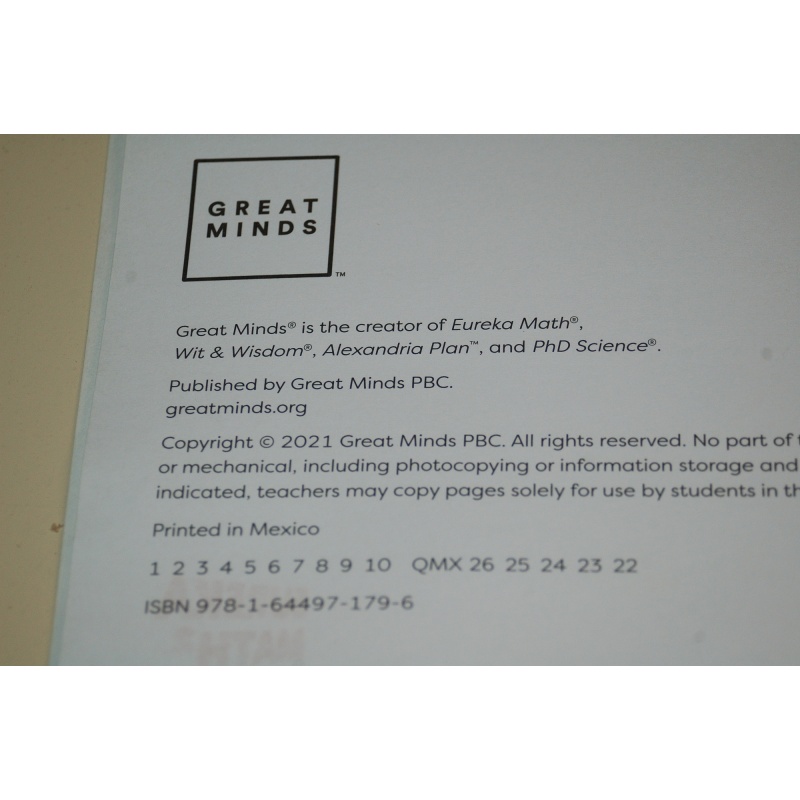 GREAT
MINDS
™
Great Minds® is the creator of Eureka Math®,
Wit & Wisdom®, Alexandria Plan™, and PhD Science®.
Published by Great Minds PBC.
greatminds.org
Copyright © 2021 Great Minds PBC. All rights reserved. No part of
or mechanical, including photocopying or information storage and
indicated, teachers may copy pages solely for use by students in
Printed in Mexico
1 2 3 4 5 6 7 8 9 10 QMX 26 25 24 23 22
ISBN 978-1-64497-179-6